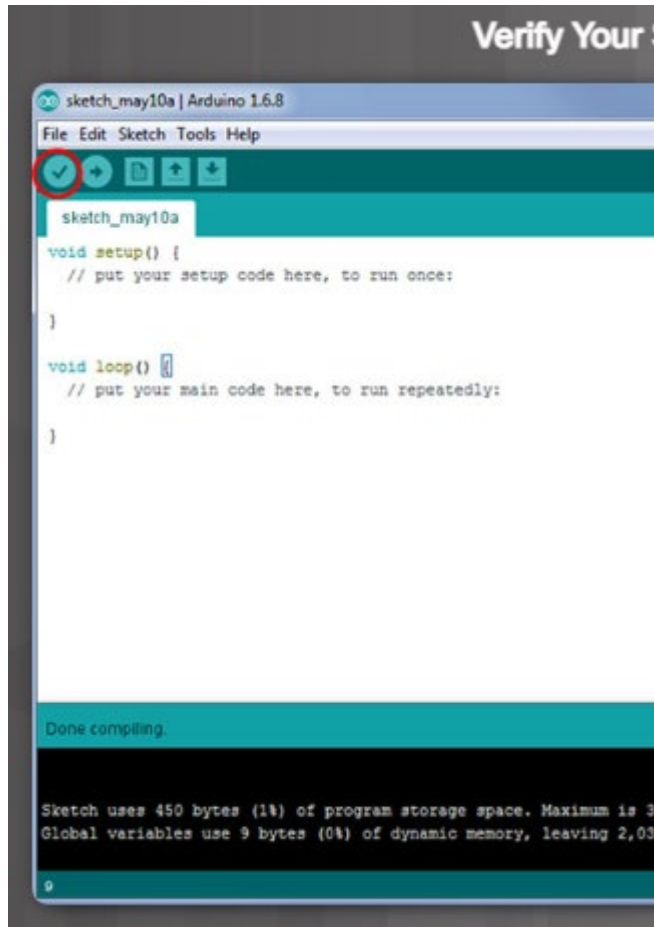 Verify Your
sketch_may10a | Arduino 1.6.8
File Edit Sketch Tools Help
sketch_may10a
void setup() {
// put your setup code here, to run once:
}
void loop() {
// put your main code here, to run repeatedly:
}
Done compiling.
Sketch uses 450 bytes (1%) of program storage space. Maximum is 3
Global variables use 9 bytes (0%) of dynamic memory, leaving 2,03
9